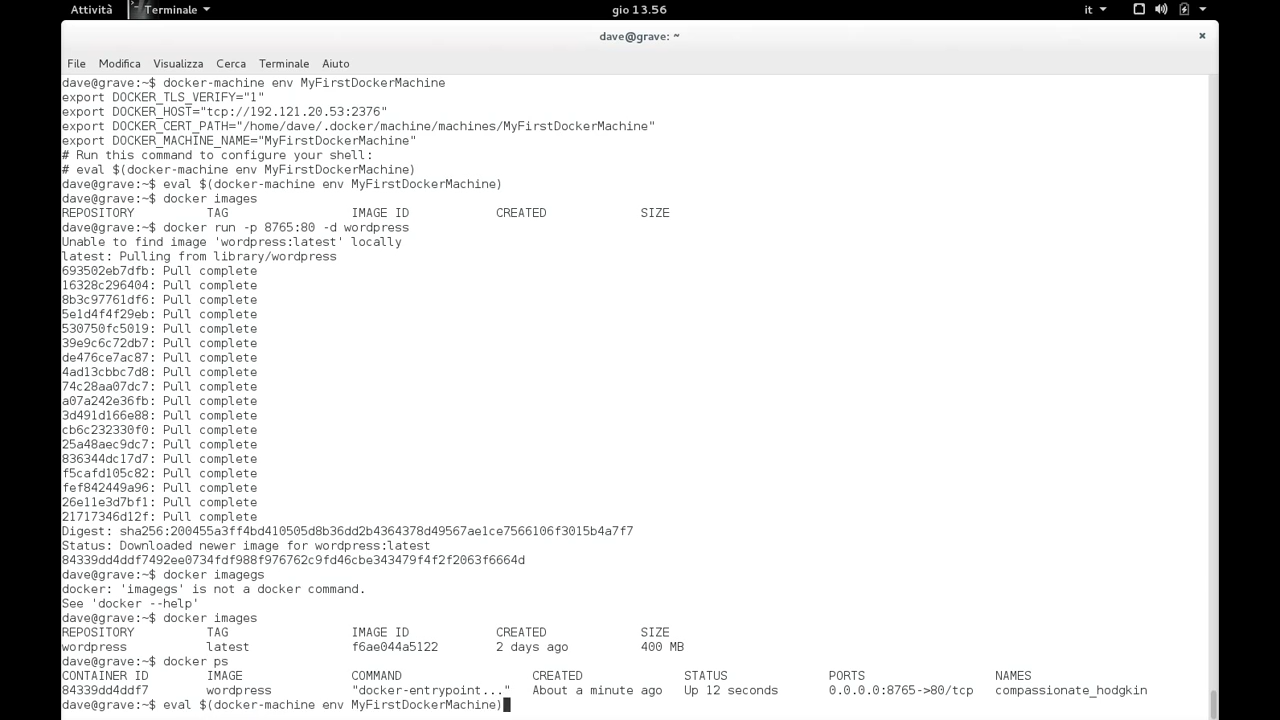 Attività Terminale gio 13.56 it
dave@grave: ~
File Modifica Visualizza Cerca Terminale Aiuto
dave@grave:~$ docker-machine env MyFirstDockerMachine
export DOCKER_TLS_VERIFY="1"
export DOCKER_HOST="tcp://192.121.20.53:2376"
export DOCKER_CERT_PATH="/home/dave/.docker/machine/machines/MyFirstDockerMachine"
export DOCKER_MACHINE_NAME="MyFirstDockerMachine"
# Run this command to configure your shell:
# eval $(docker-machine env MyFirstDockerMachine)
dave@grave:~$ eval $(docker-machine env MyFirstDockerMachine)
dave@grave:~$ docker images
REPOSITORY TAG IMAGE ID CREATED SIZE
dave@grave:~$ docker run -p 8765:80 -d wordpress
Unable to find image 'wordpress:latest' locally
latest: Pulling from library/wordpress
693502eb7dfb: Pull complete
16328c296404: Pull complete
8b3c97761df6: Pull complete
5e1d4f4f29eb: Pull complete
530750fc5019: Pull complete
39e9c6c72db7: Pull complete
de476ce7ac87: Pull complete
4ad13cbbc7d8: Pull complete
74c28aa07dc7: Pull complete
a07a242e36fb: Pull complete
3d491d166e88: Pull complete
cb6c232330f0: Pull complete
25a48aec9dc7: Pull complete
836344dc17d7: Pull complete
f5cafd105c82: Pull complete
fef842449a96: Pull complete
26e11e3d7bf1: Pull complete
21717346d12f: Pull complete
Digest: sha256:200455a3ff4bd410505d8b36dd2b4364378d49567ae1ce7566106f3015b4a7f7
Status: Downloaded newer image for wordpress:latest
84339dd4ddf7492ee0734fdf988f976762c9fd46cbe343479f4f2f2063f6664d
dave@grave:~$ docker imagegs
docker: 'imagegs' is not a docker command.
See 'docker --help'
dave@grave:~$ docker images
REPOSITORY TAG IMAGE ID CREATED SIZE
wordpress latest f6ae044a5122 2 days ago 400 MB
dave@grave:~$ docker ps
CONTAINER ID IMAGE COMMAND CREATED STATUS PORTS NAMES
84339dd4ddf7 wordpress "docker-entrypoint..." About a minute ago Up 12 seconds 0.0.0.0:8765->80/tcp compassionate_hodgkin
dave@grave:~$ eval $(docker-machine env MyFirstDockerMachine)